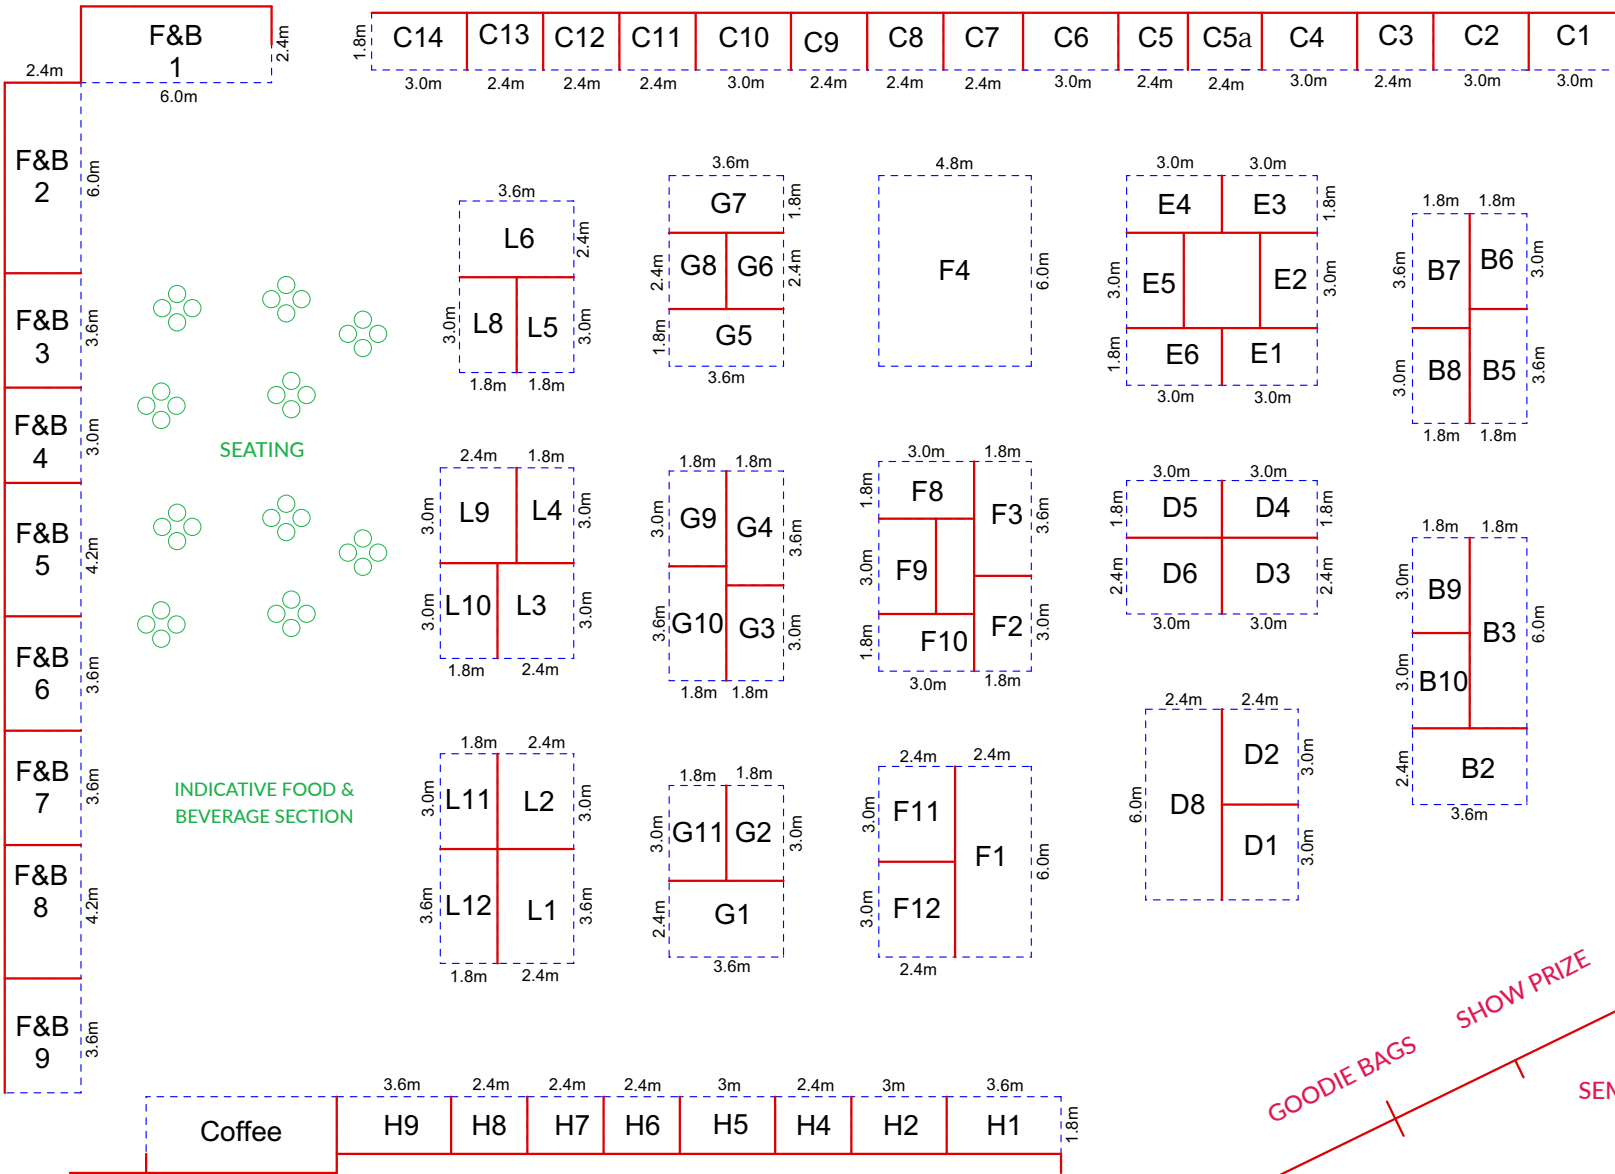 F&B
1
2.4m
6.0m
2.4m
1.8m
C14
C13
C12
C11
C10
C9
C8
C7
C6
C5
C5a
C4
C3
C2
C1
3.0m
2.4m
2.4m
2.4m
3.0m
2.4m
2.4m
2.4m
3.0m
2.4m
2.4m
3.0m
2.4m
3.0m
3.0m
F&B
2
6.0m
F&B
3
3.6m
F&B
4
3.0m
F&B
5
4.2m
F&B
6
3.6m
F&B
7
3.6m
F&B
8
4.2m
F&B
9
3.6m
SEATING
INDICATIVE FOOD &
BEVERAGE SECTION
3.6m
L6
2.4m
3.0m
L8
L5
3.0m
1.8m
1.8m
3.6m
G7
1.8m
2.4m
G8
G6
2.4m
1.8m
G5
3.6m
4.8m
F4
6.0m
3.0m
3.0m
E4
E3
1.8m
3.0m
E5
E2
3.0m
1.8m
E6
E1
3.0m
3.0m
1.8m
1.8m
3.6m
B7
B6
3.0m
3.0m
B8
B5
3.6m
1.8m
1.8m
2.4m
1.8m
3.0m
L9
L4
3.0m
3.0m
L10
L3
3.0m
1.8m
2.4m
1.8m
1.8m
3.0m
G9
G4
3.6m
3.6m
G10
G3
3.0m
1.8m
1.8m
3.0m
1.8m
1.8m
F8
F3
3.6m
3.0m
F9
1.8m
F10
F2
3.0m
3.0m
1.8m
3.0m
3.0m
1.8m
D5
D4
1.8m
2.4m
D6
D3
2.4m
3.0m
3.0m
1.8m
1.8m
3.0m
B9
B3
6.0m
3.0m
B10
2.4m
B2
3.6m
1.8m
2.4m
3.0m
L11
L2
3.0m
3.6m
L12
L1
3.6m
1.8m
2.4m
1.8m
1.8m
3.0m
G11
G2
3.0m
2.4m
G1
3.6m
2.4m
2.4m
3.0m
F11
F1
6.0m
3.0m
F12
2.4m
2.4m
2.4m
6.0m
D8
D2
3.0m
D1
3.0m
SHOW PRIZE
GOODIE BAGS
SEM
3.6m
2.4m
2.4m
2.4m
3m
2.4m
3m
3.6m
Coffee
H9
H8
H7
H6
H5
H4
H2
H1
1.8m